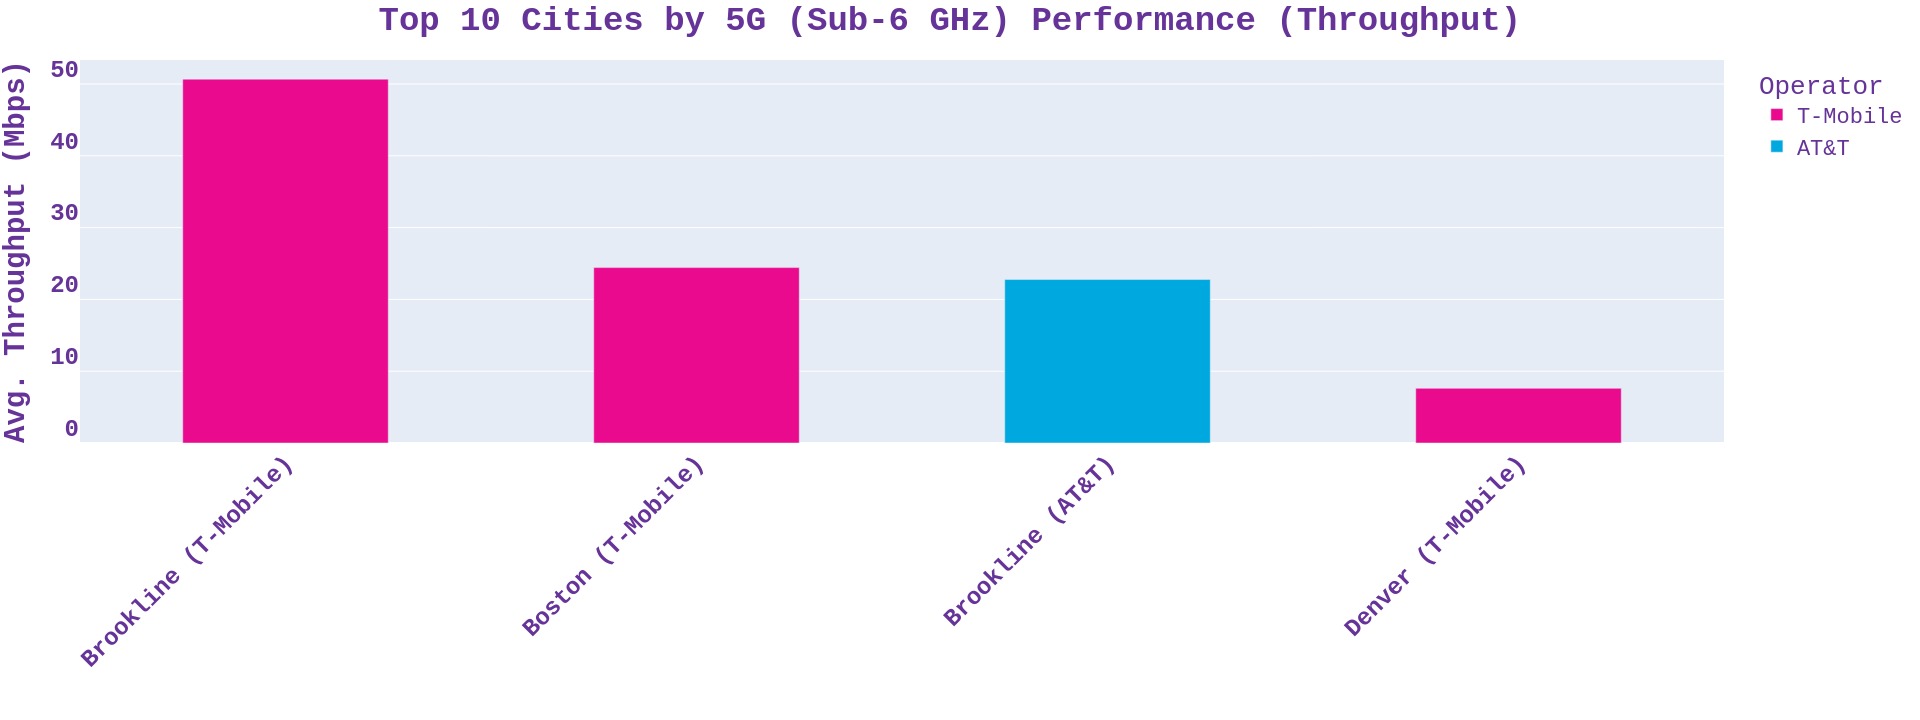 Top 10 Cities by 5G (Sub-6 GHz) Performance (Throughput)
Avg. Throughput (Mbps)
50
40
30
20
10
0
Brookline (T-Mobile)
Boston (T-Mobile)
Brookline (AT&T)
Denver (T-Mobile)
Operator
T-Mobile
AT&T